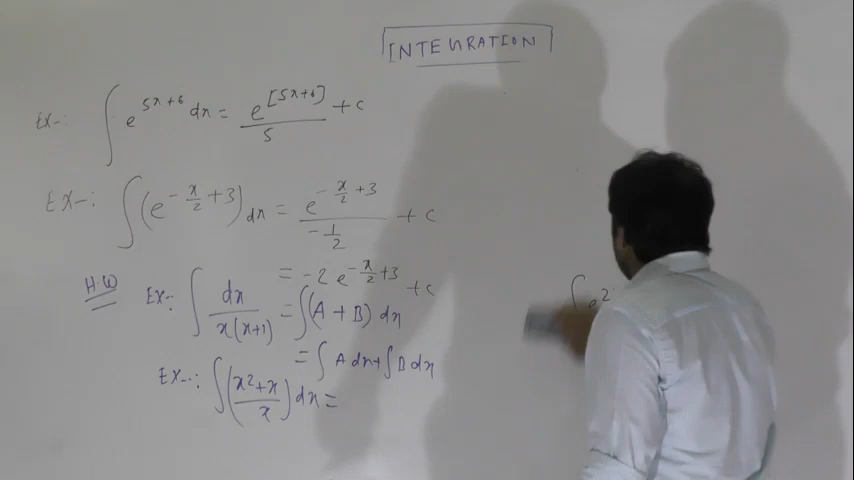 INTEGRATION
Ex-: ∫ e^{5x+6} dx = e^{[5x+6]}/5 + c
Ex-: ∫ (e^{-x/2 + 3}) dx = e^{-x/2 + 3}/(-1/2) + c
= -2 e^{-x/2 + 3} + c
HW Ex-: ∫ dx/x(x+1) = ∫ (A + B) dx
= ∫ A dx + ∫ B dx
Ex-: ∫ (x²+x/x) dx =
∫ e²